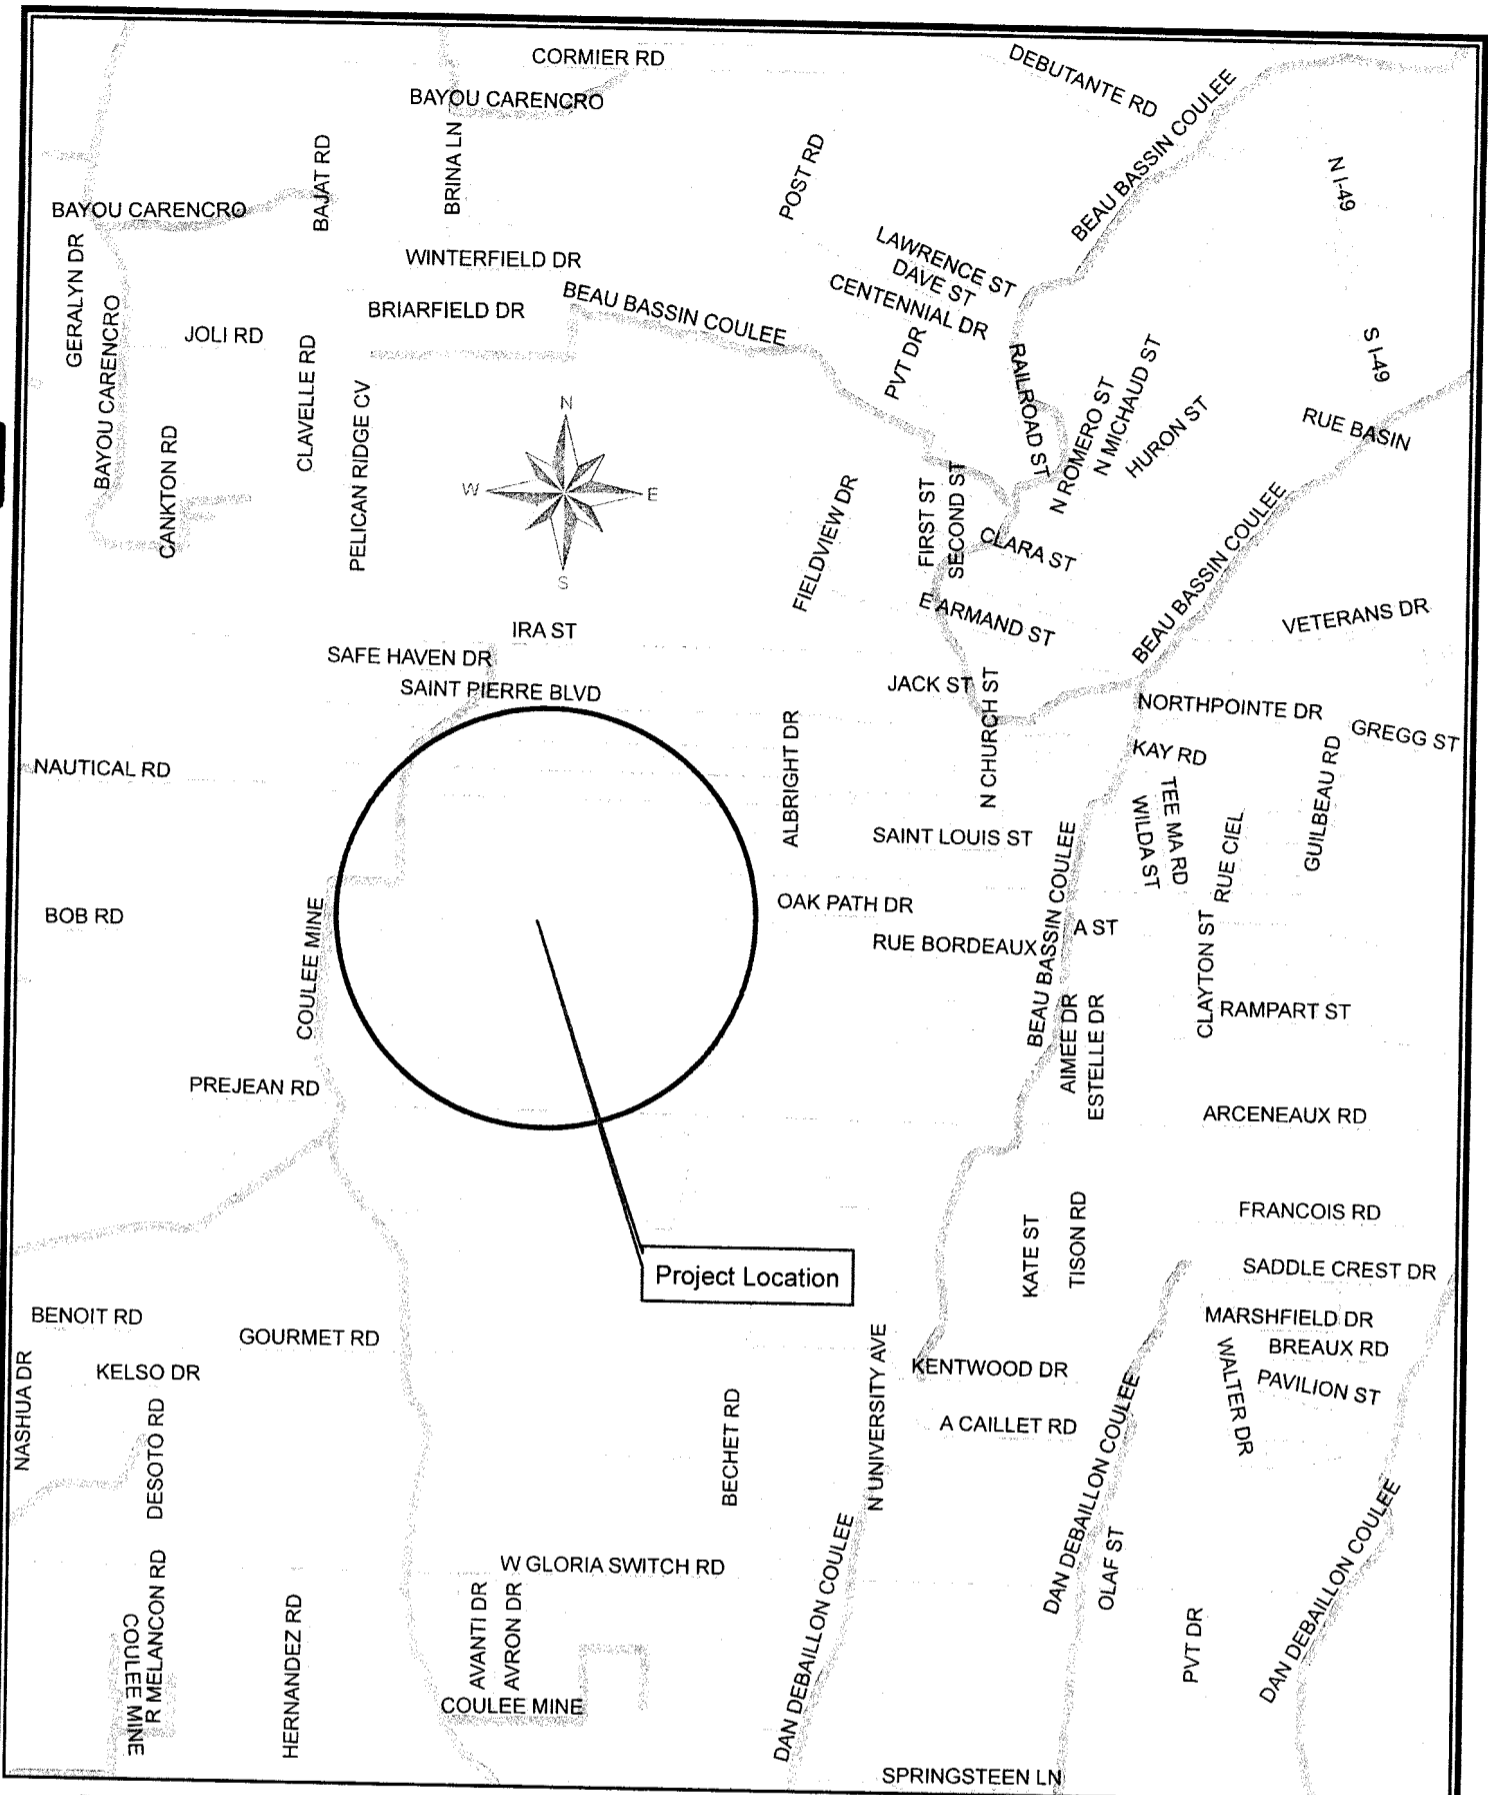 CORMIER RD
DEBUTANTE RD
BAYOU CARENCRO
BEAU BASSIN COULEE
BAJAT RD
BRINA LN
POST RD
N I-49
BAYOU CARENCRO
GERALYN DR
WINTERFIELD DR
LAWRENCE ST
DAVE ST
CENTENNIAL DR
BRIARFIELD DR
BEAU BASSIN COULEE
BAYOU CARENCRO
JOLI RD
CLAVELLE RD
PELICAN RIDGE CV
PVT DR
RAILROAD ST
N ROMERO ST
N MICHAUD ST
HURON ST
S I-49
RUE BASIN
CANKTON RD
N
W
E
S
FIELDVIEW DR
FIRST ST
SECOND ST
CLARA ST
BEAU BASSIN COULEE
E ARMAND ST
VETERANS DR
IRA ST
SAFE HAVEN DR
SAINT PIERRE BLVD
JACK ST
N CHURCH ST
NORTHPOINTE DR
GREGG ST
NAUTICAL RD
ALBRIGHT DR
KAY RD
TEE MA RD
WILDA ST
RUE CIEL
GUILBEAU RD
SAINT LOUIS ST
BEAU BASSIN COULEE
BOB RD
COULEE MINE
OAK PATH DR
RUE BORDEAUX
A ST
CLAYTON ST
AIMEE DR
ESTELLE DR
RAMPART ST
PREJEAN RD
ARCENEAUX RD
KATE ST
TISON RD
FRANCOIS RD
Project Location
SADDLE CREST DR
BENOIT RD
GOURMET RD
MARSHFIELD DR
BREAUX RD
NASHUA DR
KELSO DR
N UNIVERSITY AVE
KENTWOOD DR
WALTER DR
PAVILION ST
DESOTO RD
BECHET RD
A CAILLET RD
DAN DEBAILLON COULEE
OLAF ST
DAN DEBAILLON COULEE
W GLORIA SWITCH RD
DAN DEBAILLON COULEE
COULEE MINE
R MELANCON RD
HERNANDEZ RD
AVANTI DR
AVRON DR
PVT DR
COULEE MINE
SPRINGSTEEN LN